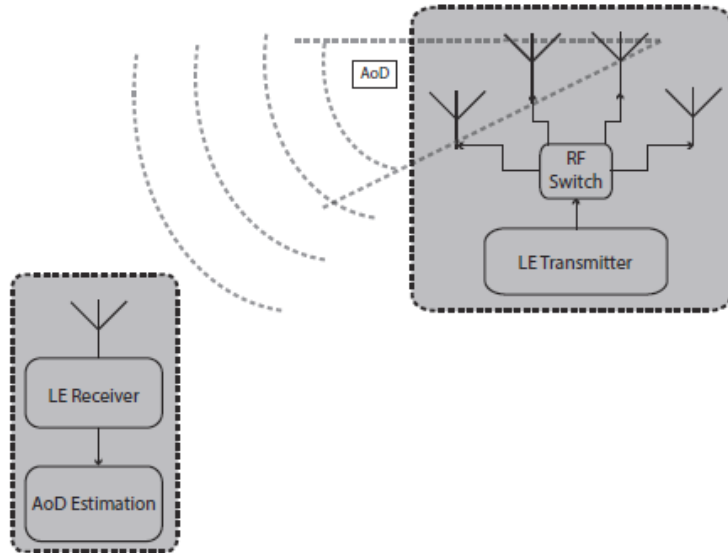 AoD
RF
Switch
LE Transmitter
LE Receiver
AoD Estimation